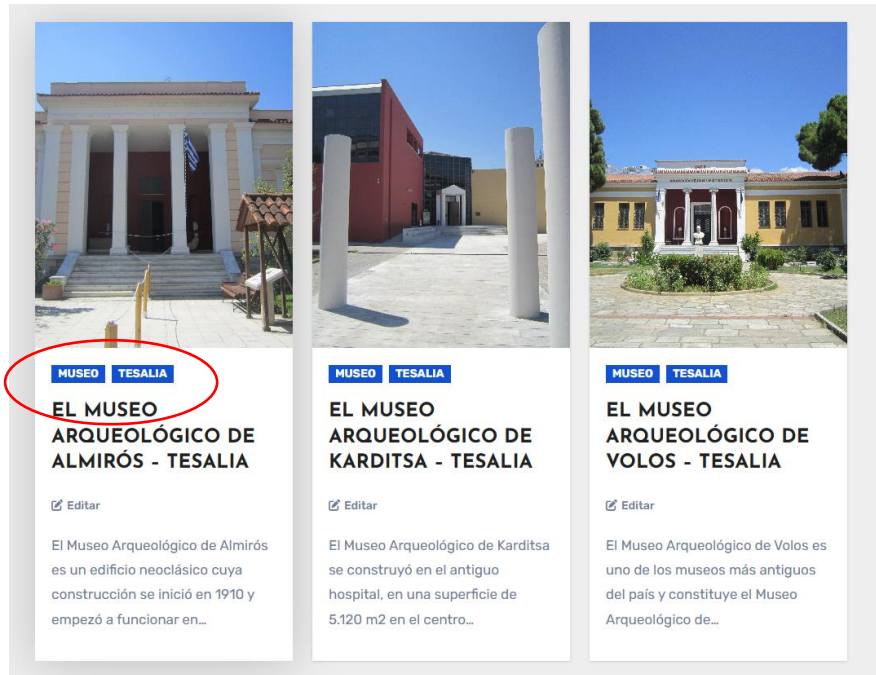 MUSEO TESALIA
EL MUSEO
ARQUEOLÓGICO DE
ALMIRÓS - TESALIA
Editar
El Museo Arqueológico de Almirós
es un edificio neoclásico cuya
construcción se inició en 1910 y
empezó a funcionar en…
MUSEO TESALIA
EL MUSEO
ARQUEOLÓGICO DE
KARDITSA - TESALIA
Editar
El Museo Arqueológico de Karditsa
se construyó en el antiguo
hospital, en una superficie de
5.120 m2 en el centro…
MUSEO TESALIA
EL MUSEO
ARQUEOLÓGICO DE
VOLOS - TESALIA
Editar
El Museo Arqueológico de Volos es
uno de los museos más antiguos
del país y constituye el Museo
Arqueológico de…